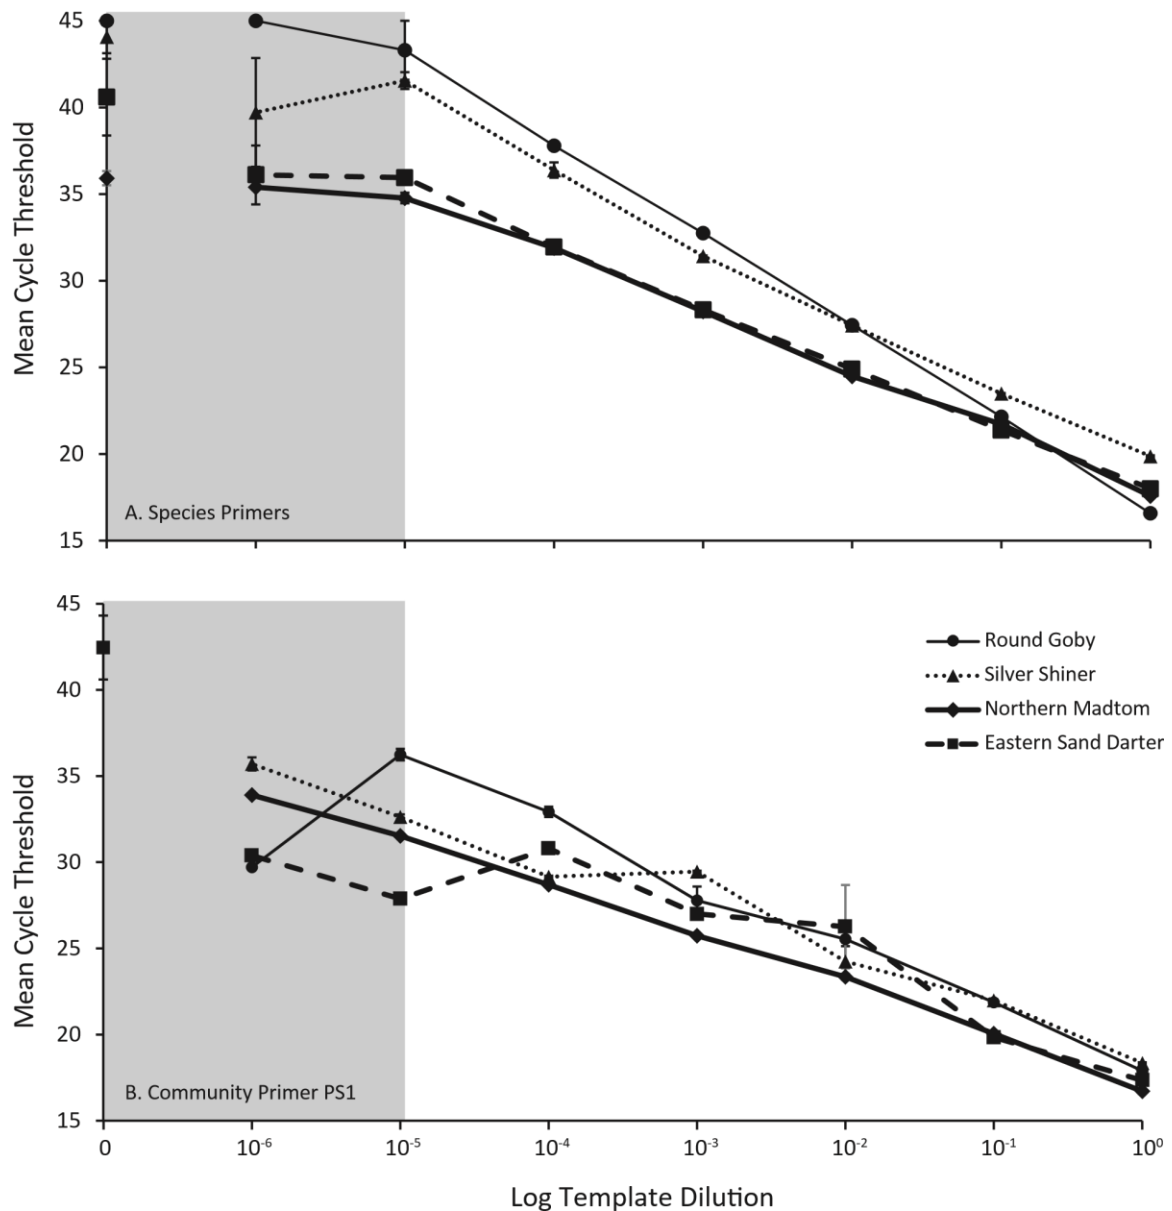 45
40
35
30
25
20
15
Mean Cycle Threshold
A. Species Primers
45
40
35
30
25
20
15
Mean Cycle Threshold
Round Goby
Silver Shiner
Northern Madtom
Eastern Sand Darter
B. Community Primer PS1
0 10⁻⁶ 10⁻⁵ 10⁻⁴ 10⁻³ 10⁻² 10⁻¹ 10⁰
Log Template Dilution